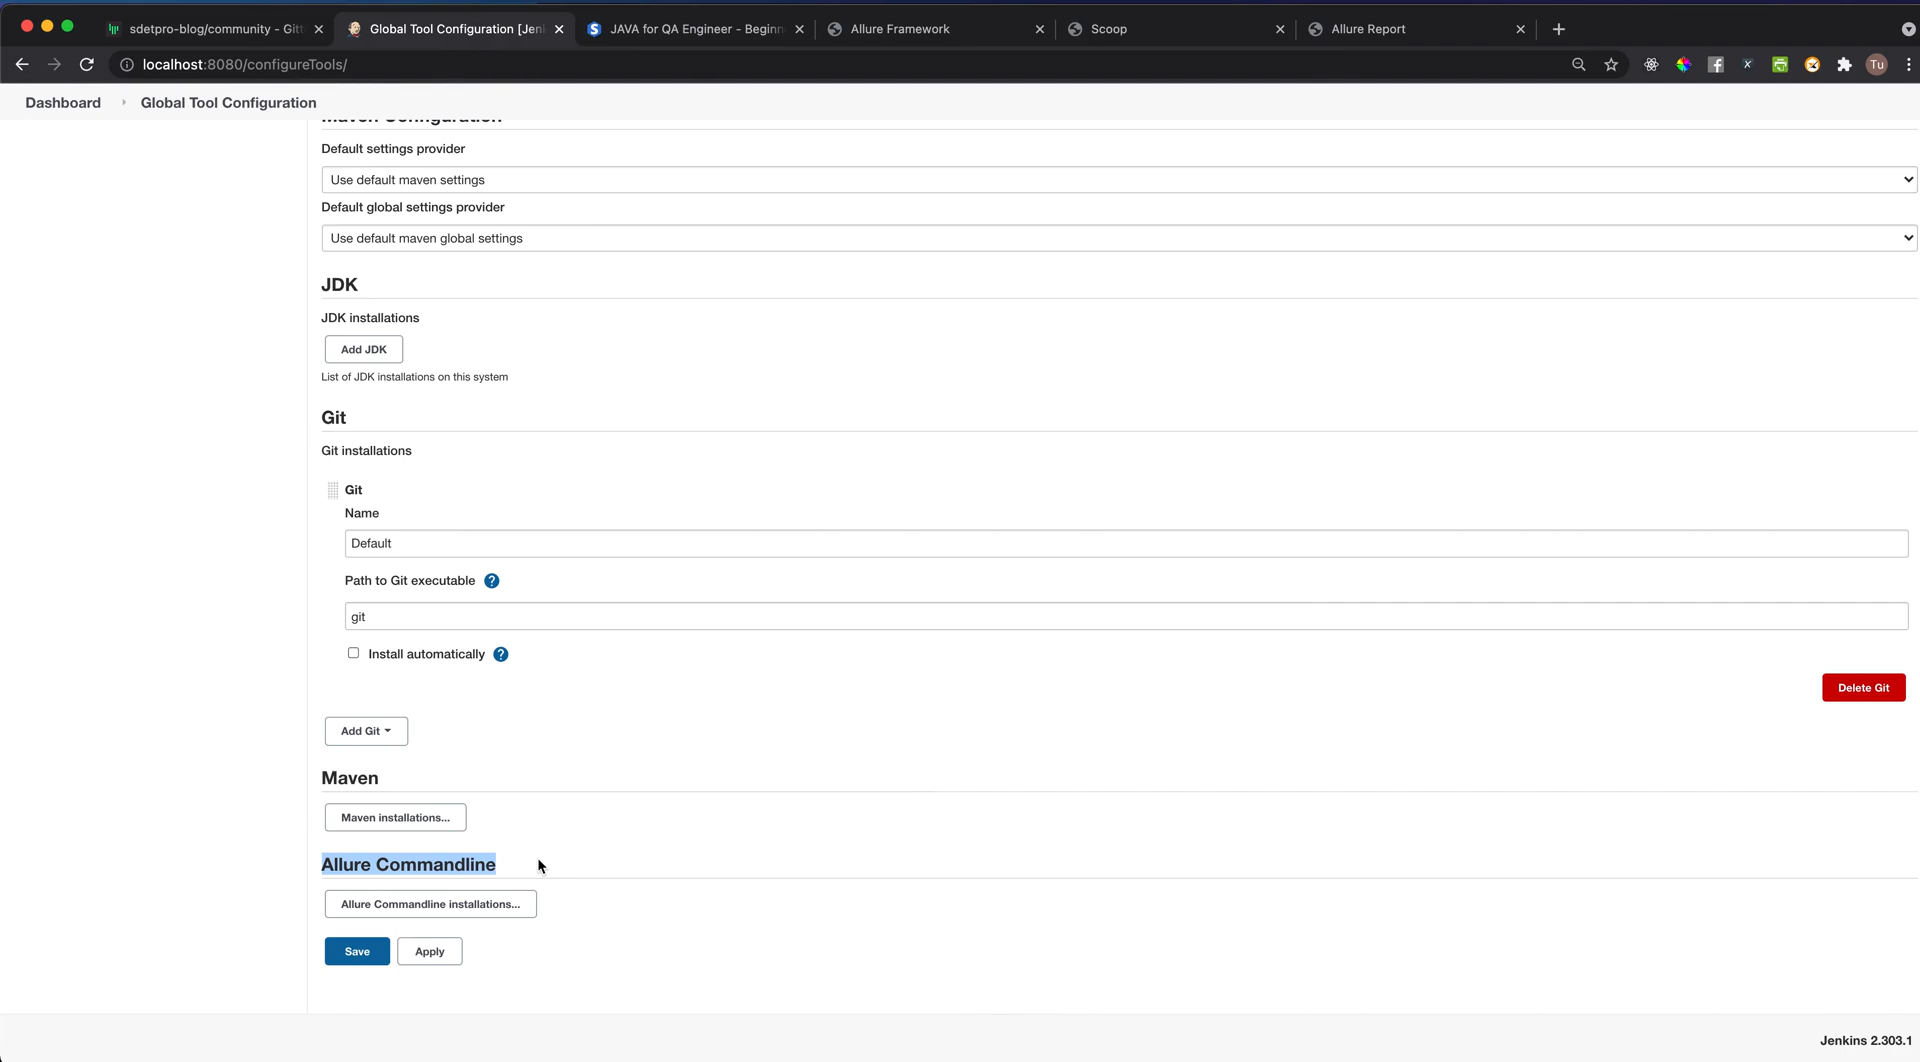 sdetpro-blog/community - Gitt
Global Tool Configuration [Jen
JAVA for QA Engineer - Beginn
Allure Framework
Scoop
Allure Report
localhost:8080/configureTools/
Tu
Dashboard
Global Tool Configuration
Maven Configuration
Default settings provider
Use default maven settings
Default global settings provider
Use default maven global settings
JDK
JDK installations
Add JDK
List of JDK installations on this system
Git
Git installations
Git
Name
Default
Path to Git executable ?
git
Install automatically ?
Delete Git
Add Git
Maven
Maven installations...
Allure Commandline
Allure Commandline installations...
Save Apply
Jenkins 2.303.1